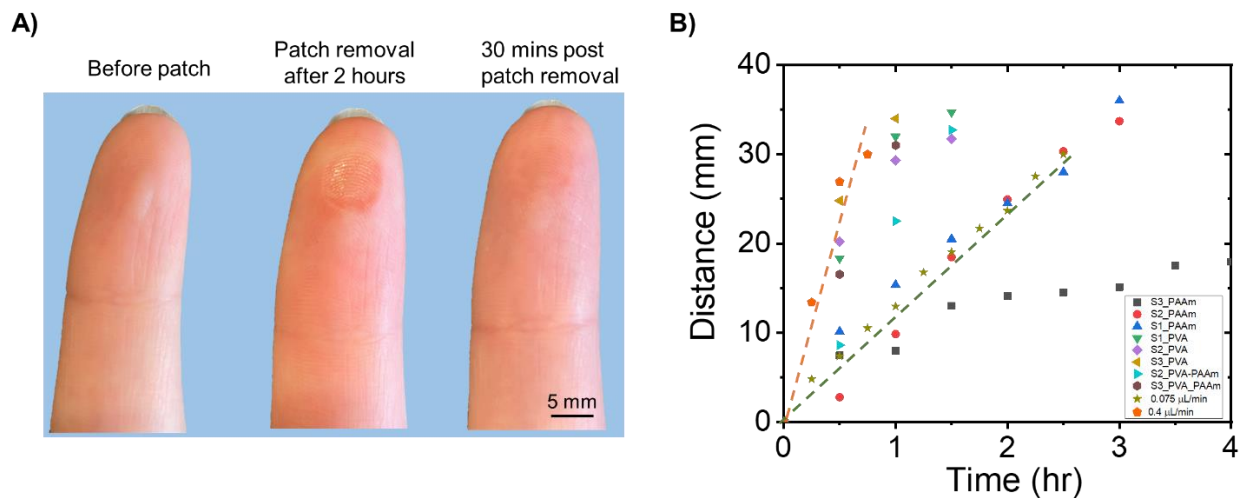 A)
Before patch
Patch removal
after 2 hours
30 mins post
patch removal
5 mm
B)
Distance (mm)
40
30
20
10
0
0 1 2 3 4
Time (hr)
S3_PAAm
S2_PAAm
S1_PAAm
S1_PVA
S2_PVA
S3_PVA
S2_PVA-PAAm
S3_PVA_PAAm
0.075 μL/min
0.4 μL/min